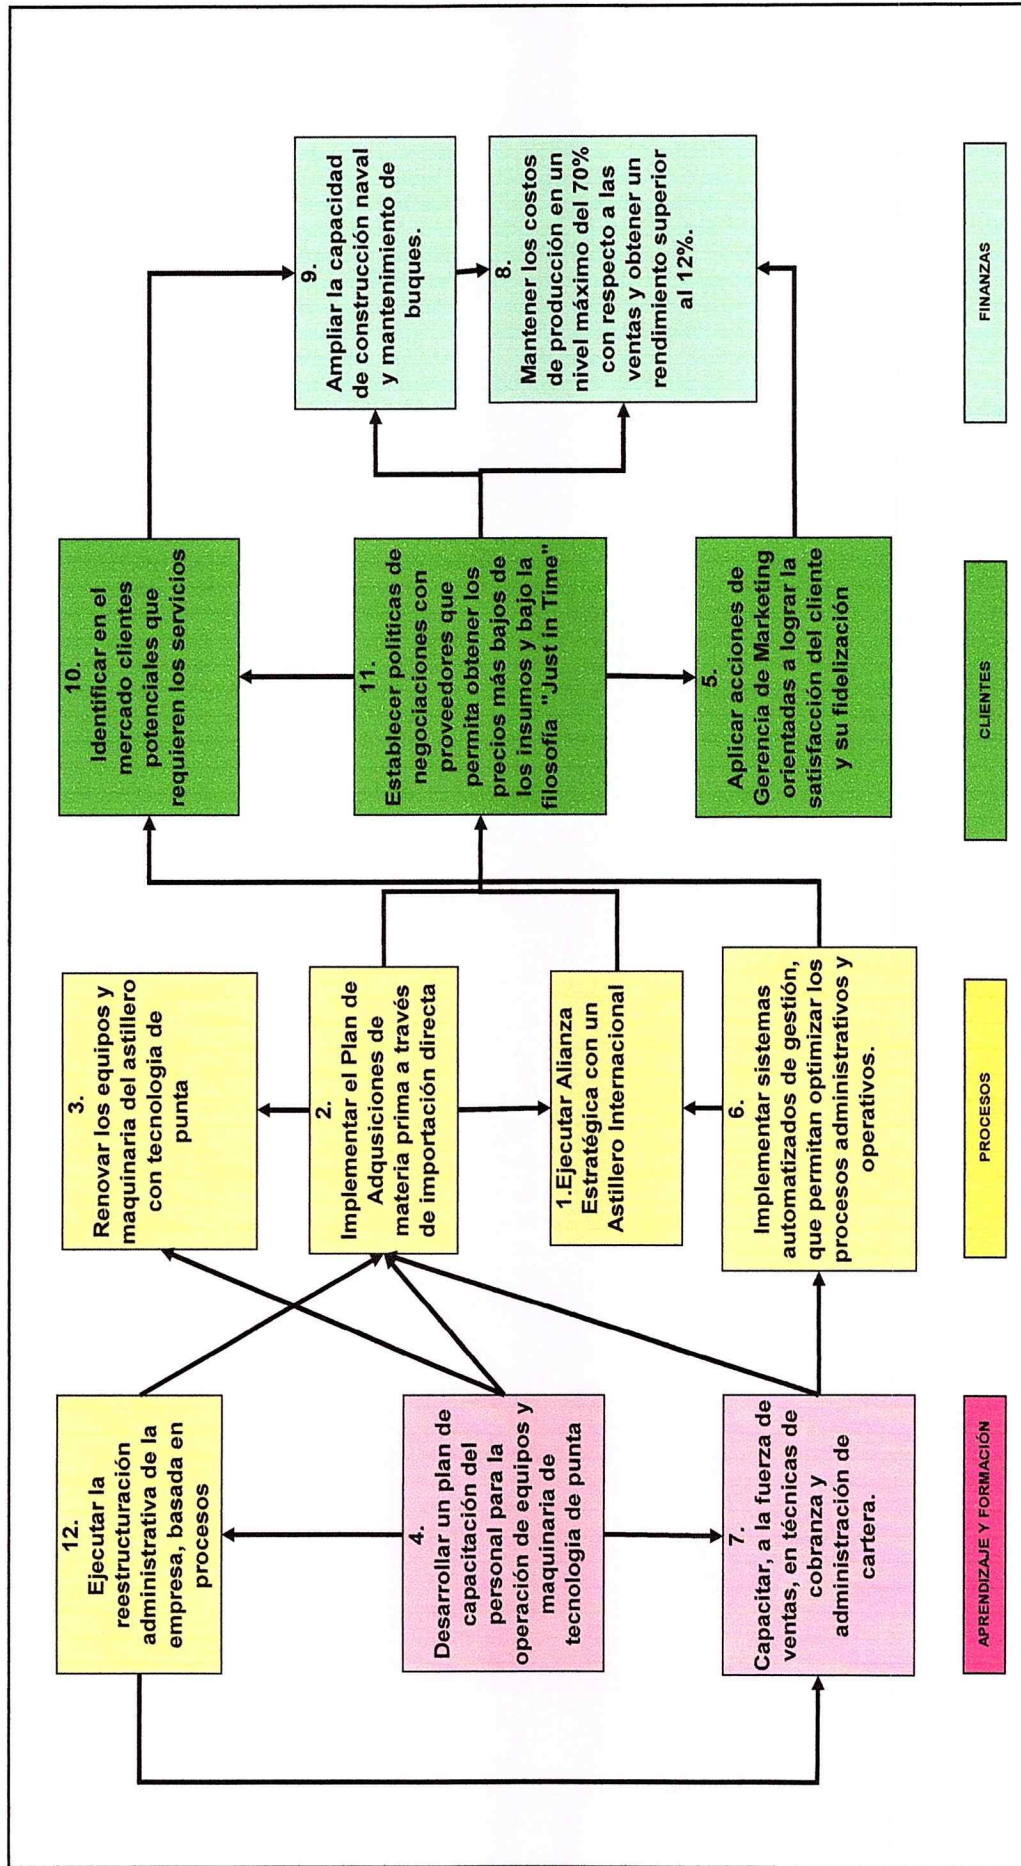 12.
Ejecutar la
reestructuración
administrativa de la
empresa, basada en
procesos
4.
Desarrollar un plan de
capacitación del
personal para la
operación de equipos y
maquinaria de
tecnología de punta
7.
Capacitar, a la fuerza de
ventas, en técnicas de
cobranza y
administración de
cartera.
APRENDIZAJE Y FORMACIÓN
3.
Renovar los equipos y
maquinaria del astillero
con tecnologia de
punta
2.
Implementar el Plan de
Adqusiciones de
materia prima a través
de importación directa
1.Ejecutar Alianza
Estratégica con un
Astillero Internacional
6.
Implementar sistemas
automatizados de gestión,
que permitan optimizar los
procesos administrativos y
operativos.
PROCESOS
10.
Identificar en el
mercado clientes
potenciales que
requieren los servicios
11.
Establecer políticas de
negociaciones con
proveedores que
permita obtener los
precios más bajos de
los insumos y bajo la
filosofía "Just in Time"
5.
Aplicar acciones de
Gerencia de Marketing
orientadas a lograr la
satisfacción del cliente
y su fidelización
CLIENTES
9.
Ampliar la capacidad
de construcción naval
y mantenimiento de
buques.
8.
Mantener los costos
de producción en un
nivel máximo del 70%
con respecto a las
ventas y obtener un
rendimiento superior
al 12%.
FINANZAS